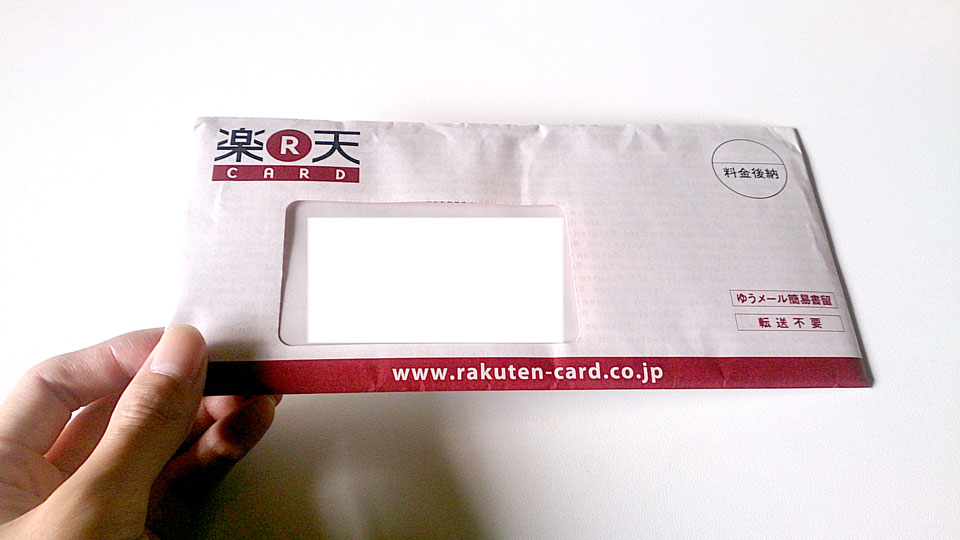 楽R天
CARD
料金後納
ゆうメール簡易書留
転送不要
www.rakuten-card.co.jp